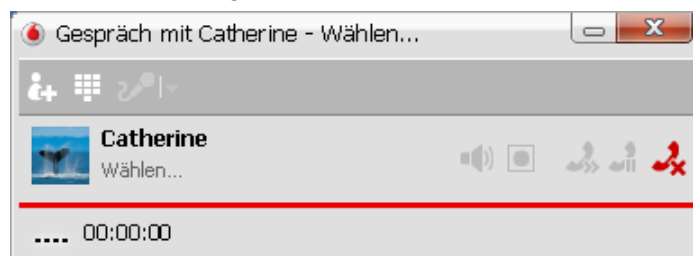 Gespräch mit Catherine - Wählen...
Catherine
Wählen...
.... 00:00:00